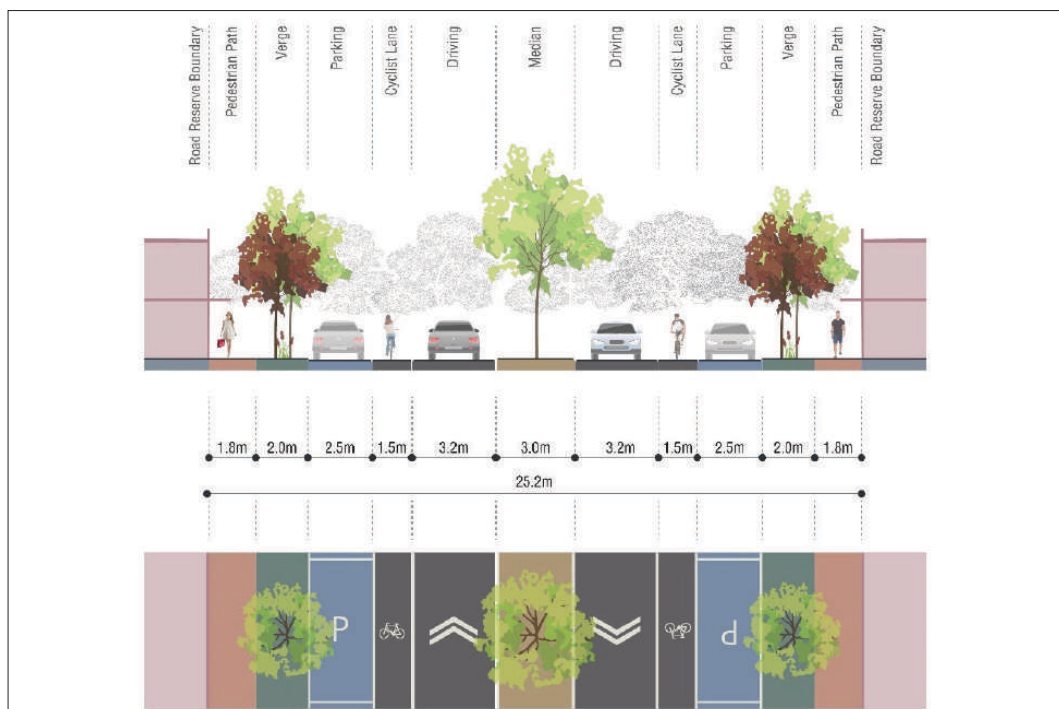 Road Reserve Boundary
Pedestrian Path
Verge
Parking
Cyclist Lane
Driving
Median
Driving
Cyclist Lane
Parking
Verge
Pedestrian Path
Road Reserve Boundary
1.8m
2.0m
2.5m
1.5m
3.2m
3.0m
3.2m
1.5m
2.5m
2.0m
1.8m
25.2m
P
P